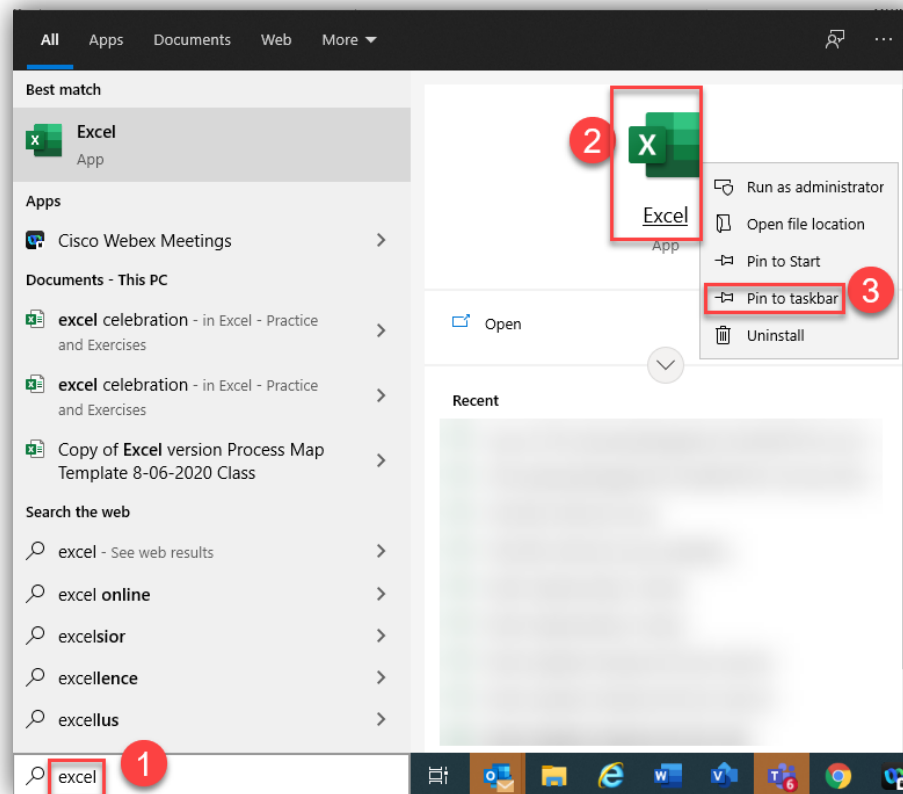 All Apps Documents Web More
Best match
Excel
App
Apps
Cisco Webex Meetings
Documents - This PC
excel celebration - in Excel - Practice
and Exercises
excel celebration - in Excel - Practice
and Exercises
Copy of Excel version Process Map
Template 8-06-2020 Class
Search the web
excel - See web results
excel online
excelsior
excellence
excellus
excel
1
2
Excel
App
Run as administrator
Open file location
Pin to Start
Pin to taskbar
3
Uninstall
Open
Recent
6